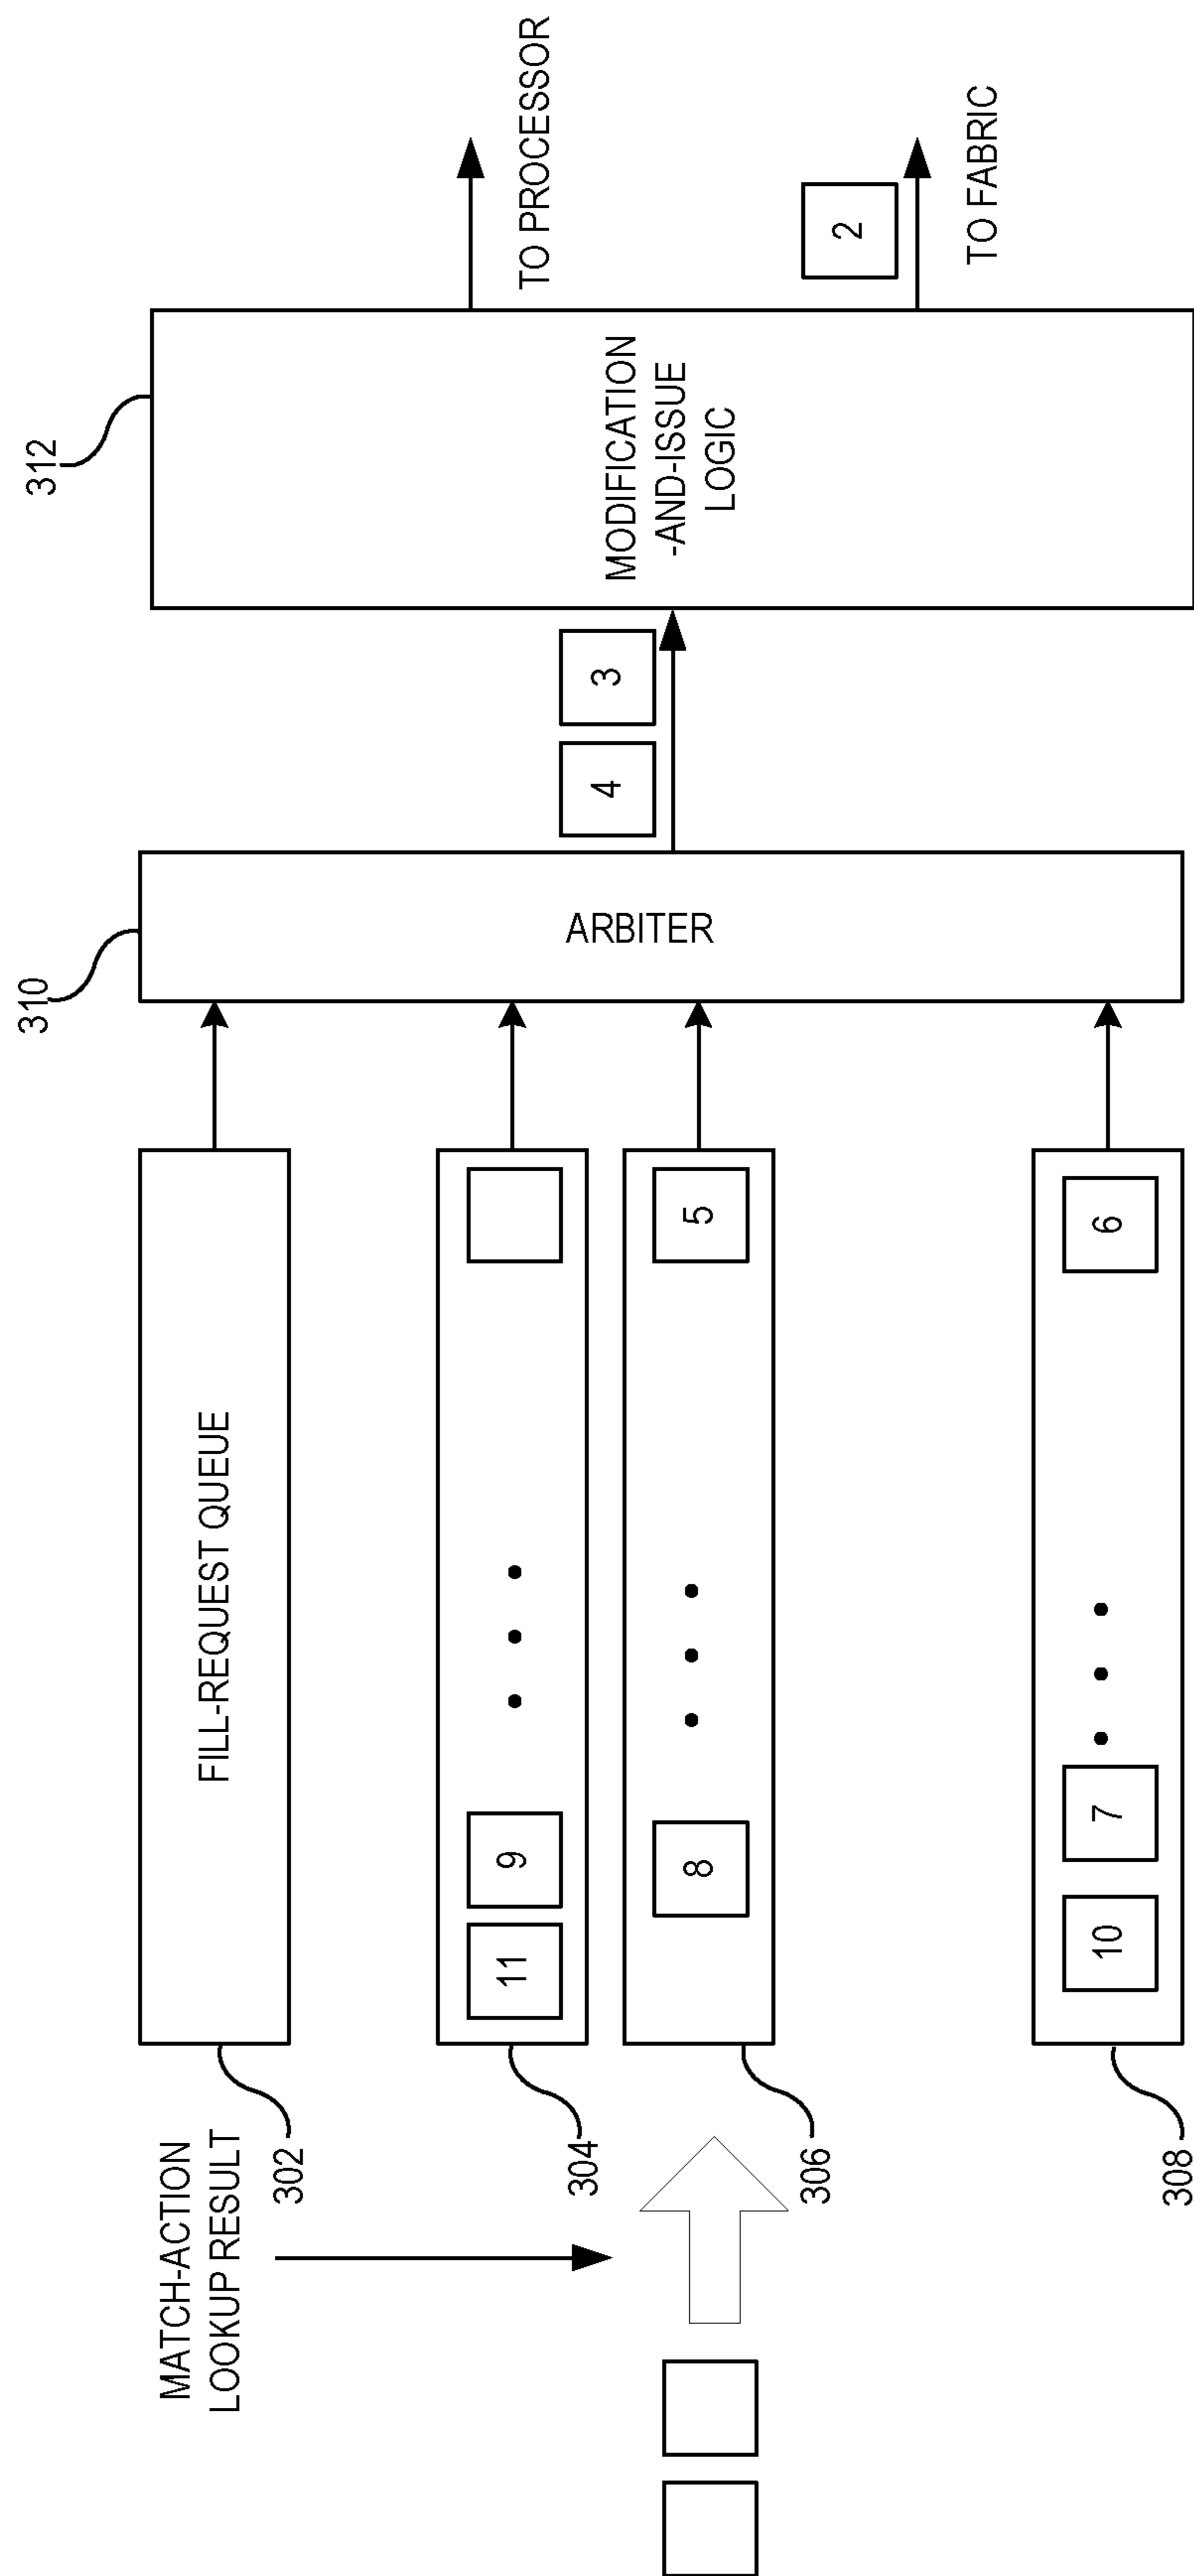 MATCH-ACTION
LOOKUP RESULT
302
FILL-REQUEST QUEUE
304
11
9
306
8
5
308
10
7
6
310
ARBITER
4
3
312
MODIFICATION
-AND-ISSUE
LOGIC
TO PROCESSOR
2
TO FABRIC